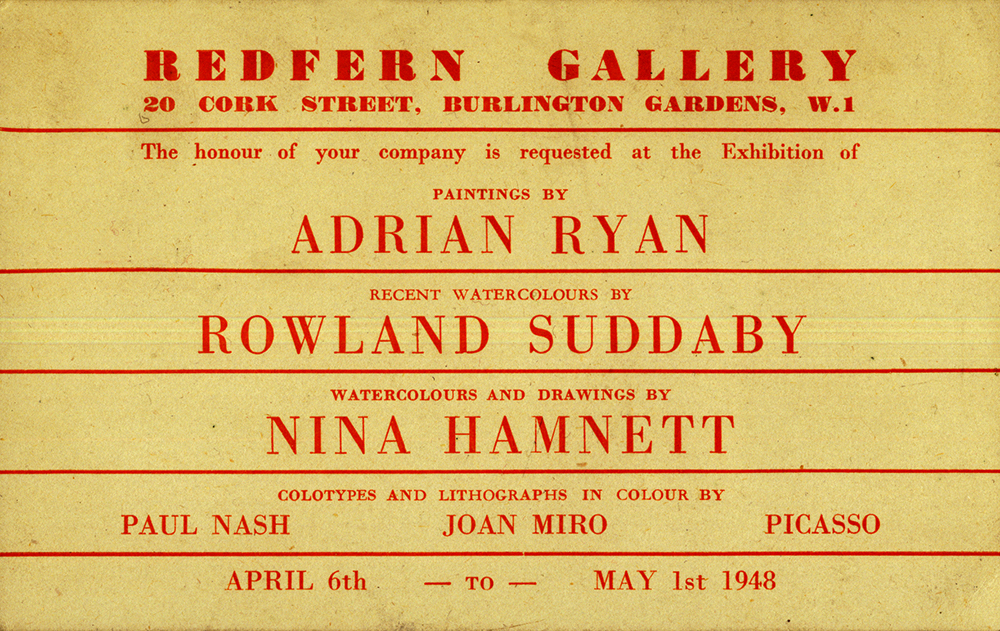 REDFERN GALLERY
20 CORK STREET, BURLINGTON GARDENS, W.1
The honour of your company is requested at the Exhibition of
PAINTINGS BY
ADRIAN RYAN
RECENT WATERCOLOURS BY
ROWLAND SUDDABY
WATERCOLOURS AND DRAWINGS BY
NINA HAMNETT
COLOTYPES AND LITHOGRAPHS IN COLOUR BY
PAUL NASH JOAN MIRO PICASSO
APRIL 6th — TO — MAY 1st 1948